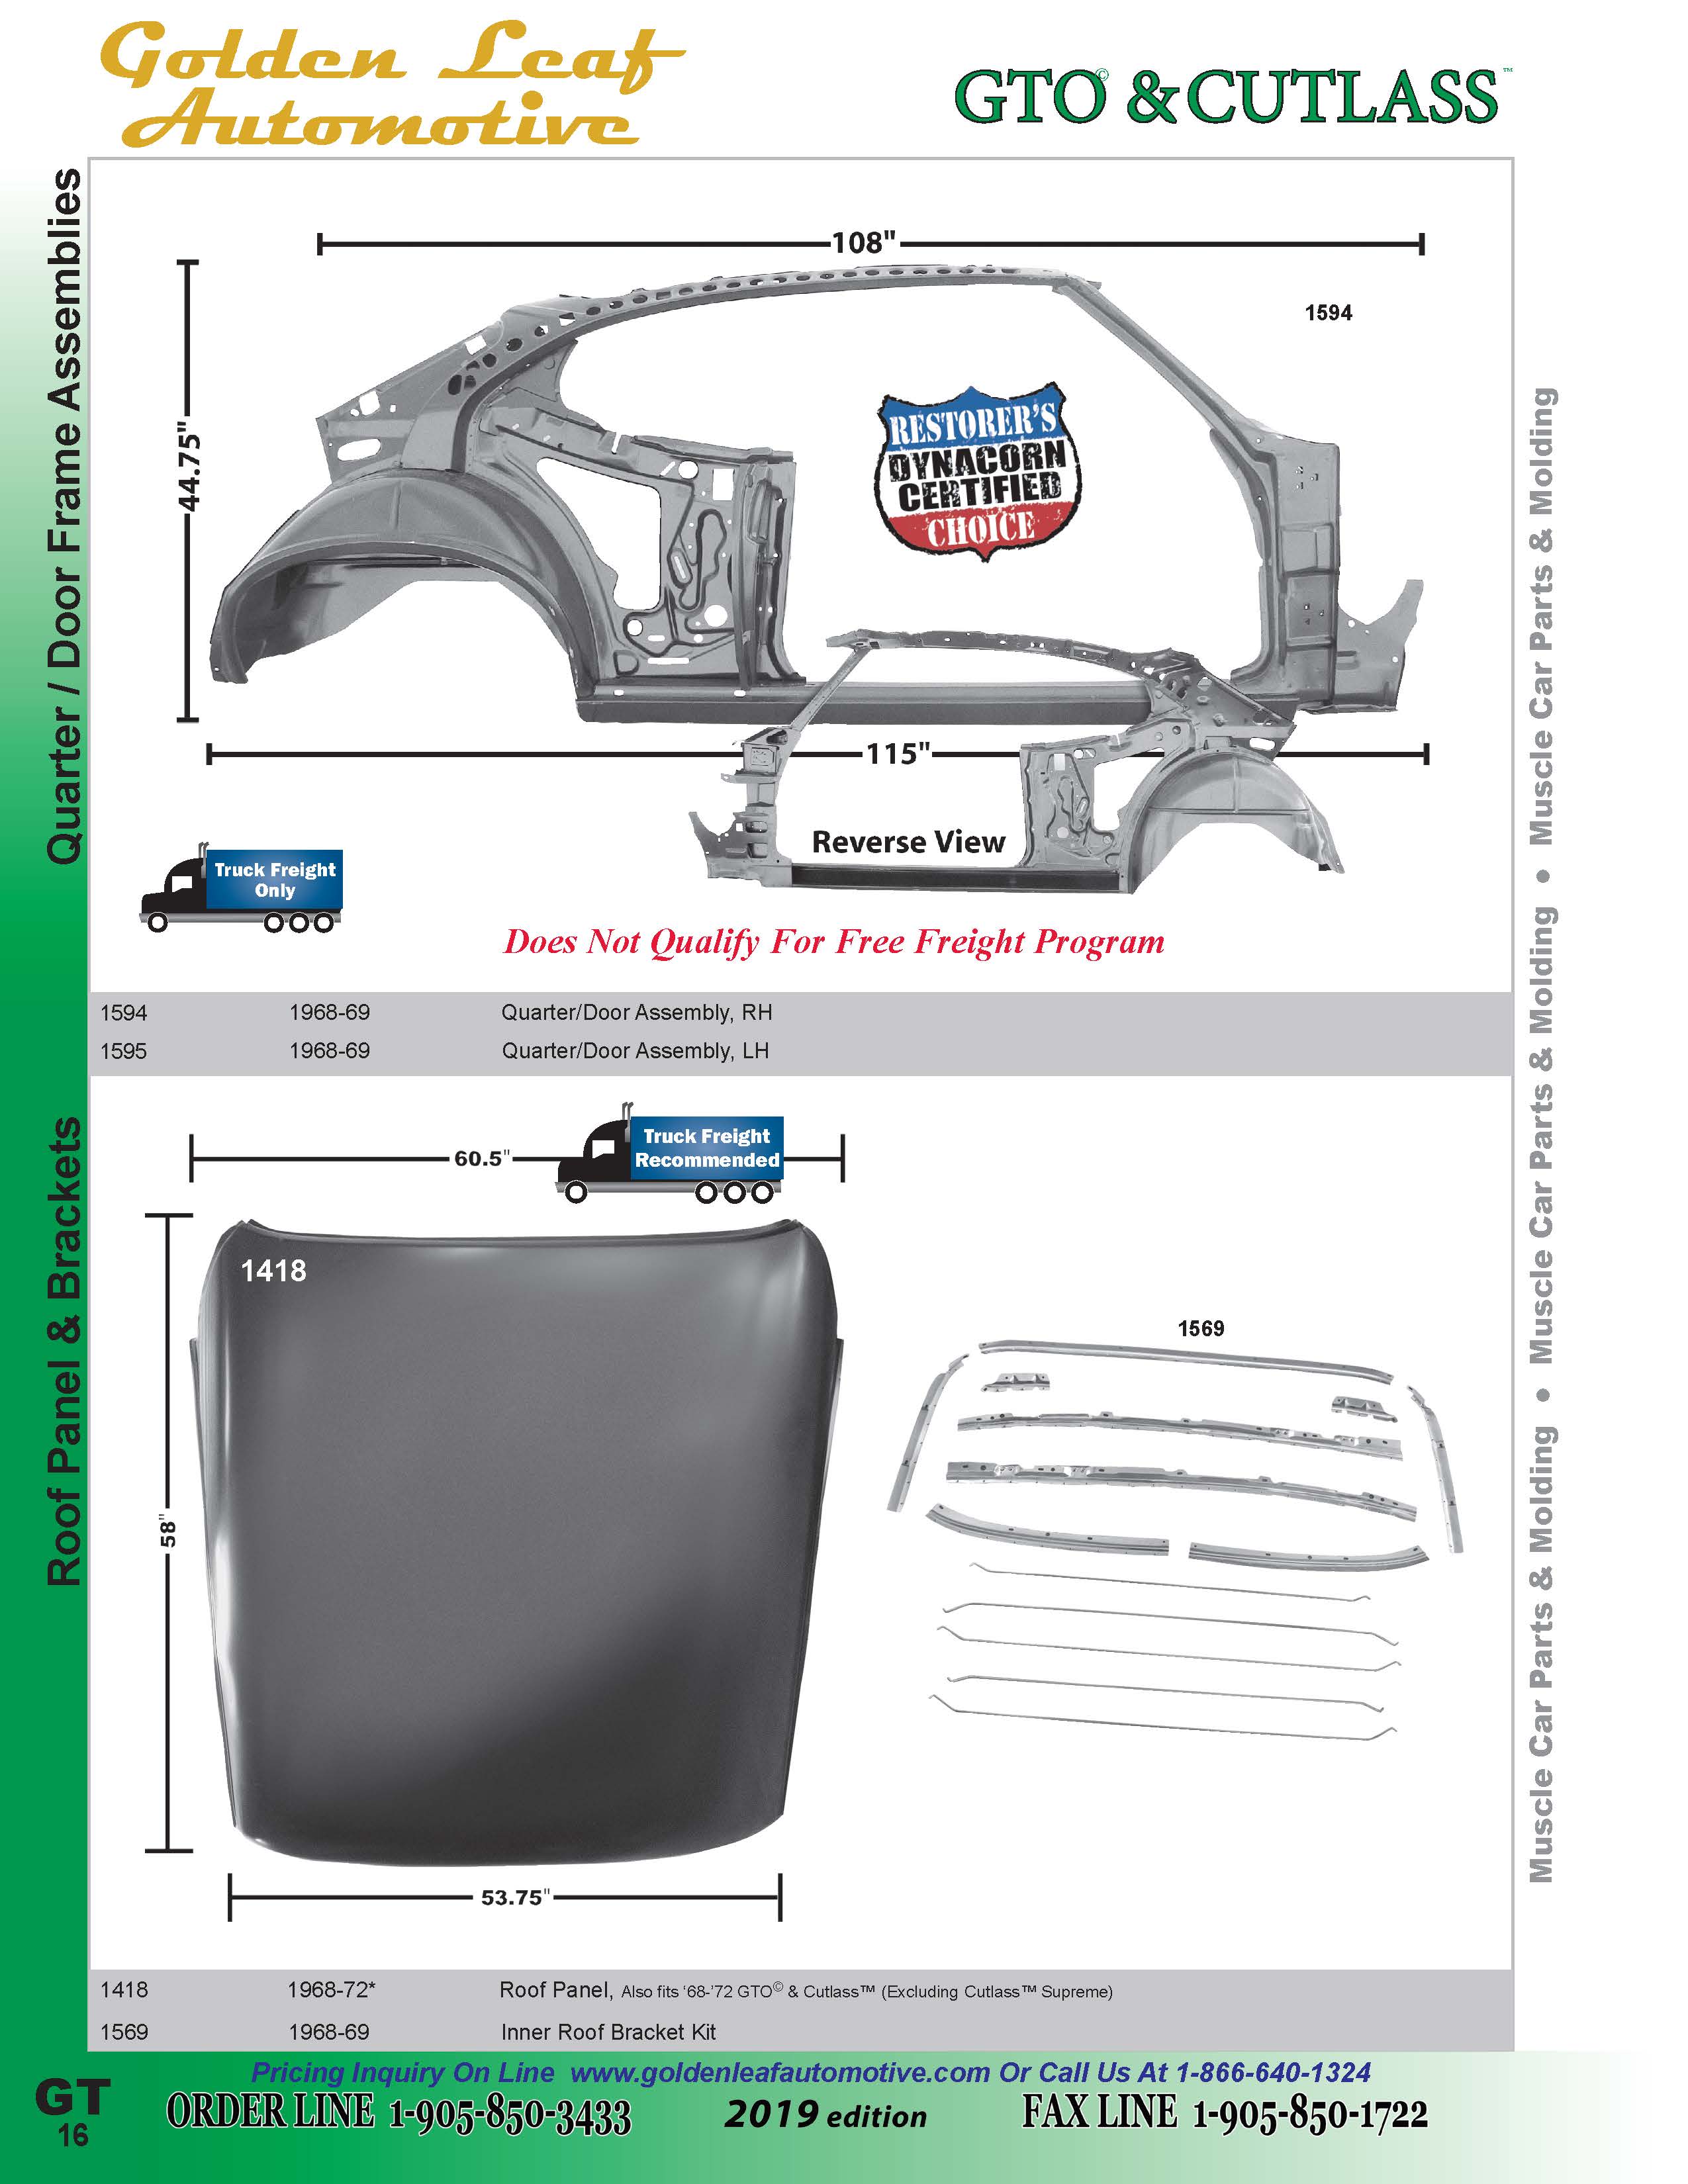 Golden Leaf
Automotive
GTO© & CUTLASS™
Quarter / Door Frame Assemblies
108"
1594
44.75"
RESTORER'S
DYNACORN
CERTIFIED
CHOICE
115"
Reverse View
Truck Freight
Only
Does Not Qualify For Free Freight Program
1594 1968-69 Quarter/Door Assembly, RH
1595 1968-69 Quarter/Door Assembly, LH
Roof Panel & Brackets
60.5"
Truck Freight
Recommended
1418
58"
1569
53.75"
1418 1968-72* Roof Panel, Also fits ‘68-’72 GTO© & Cutlass™ (Excluding Cutlass™ Supreme)
1569 1968-69 Inner Roof Bracket Kit
Muscle Car Parts & Molding • Muscle Car Parts & Molding • Muscle Car Parts & Molding
Pricing Inquiry On Line www.goldenleafautomotive.com Or Call Us At 1-866-640-1324
GT
16
ORDER LINE 1-905-850-3433
2019 edition
FAX LINE 1-905-850-1722